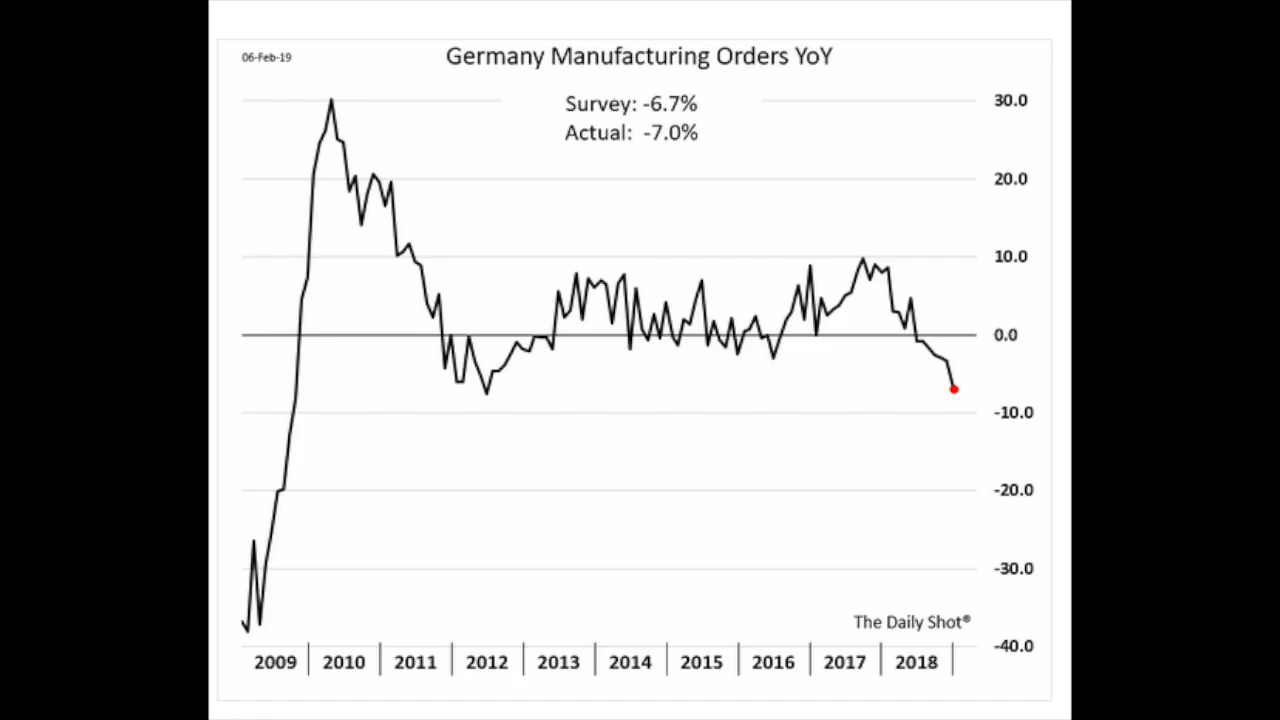 06-Feb-19
Germany Manufacturing Orders YoY
Survey: -6.7%
Actual: -7.0%
30.0
20.0
10.0
0.0
-10.0
-20.0
-30.0
-40.0
The Daily Shot®
2009 2010 2011 2012 2013 2014 2015 2016 2017 2018